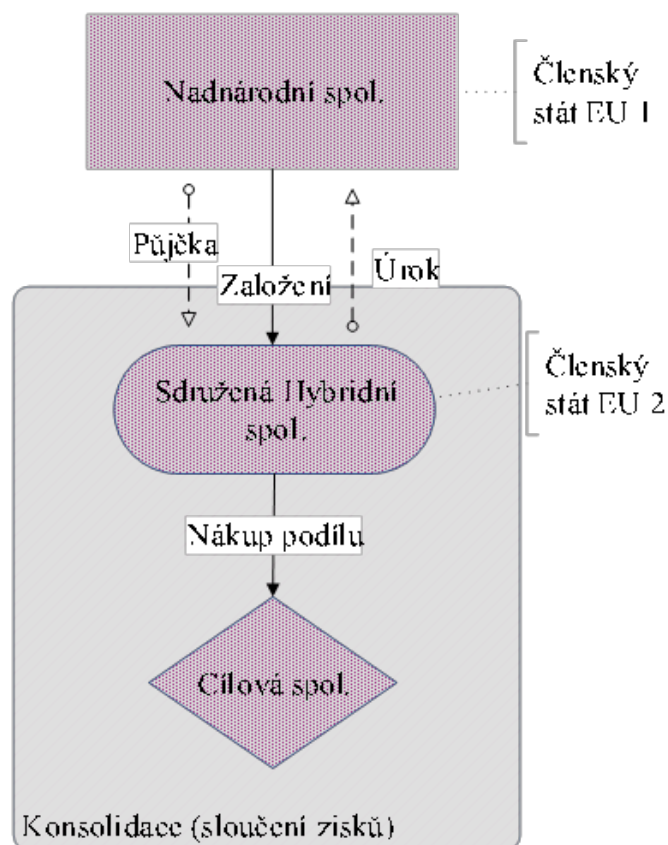 Nadnárodní spol.
Členský
stát EU 1
Půjčka
Úrok
Založení
Sdružená Hybridní
spol.
Členský
stát EU 2
Nákup podílu
Cílová spol.
Konsolidace (sloučení zisků)